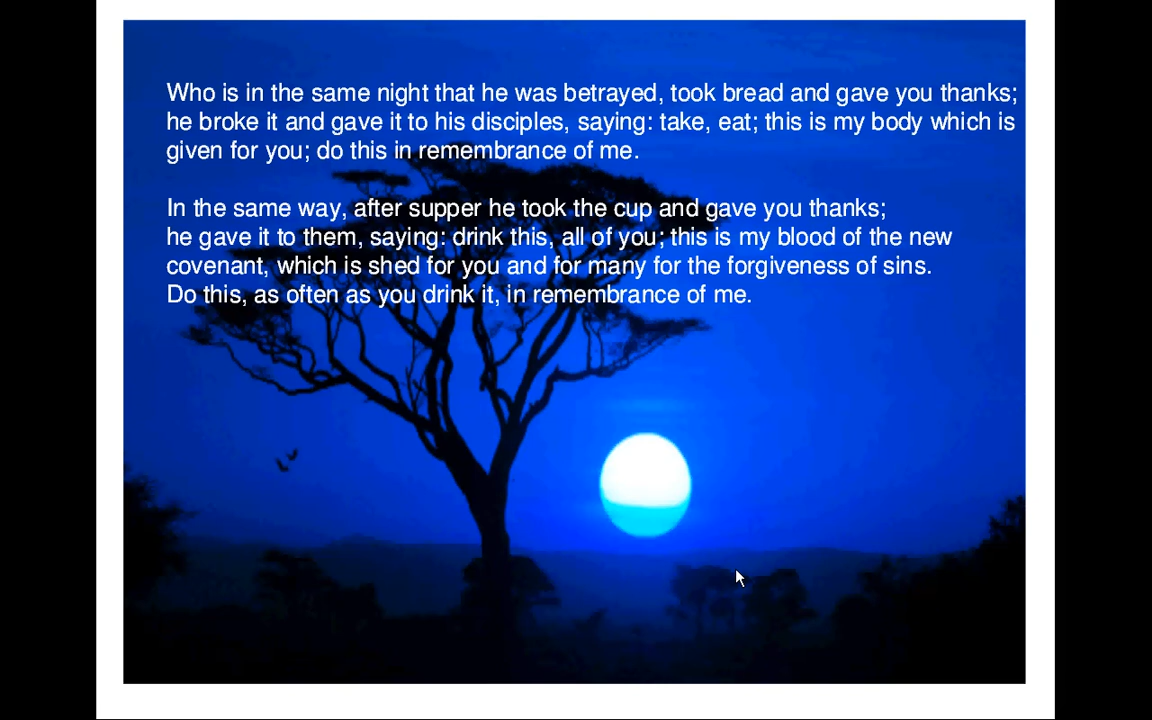 Who is in the same night that he was betrayed, took bread and gave you thanks;
he broke it and gave it to his disciples, saying: take, eat; this is my body which is
given for you; do this in remembrance of me.
In the same way, after supper he took the cup and gave you thanks;
he gave it to them, saying: drink this, all of you; this is my blood of the new
covenant, which is shed for you and for many for the forgiveness of sins.
Do this, as often as you drink it, in remembrance of me.